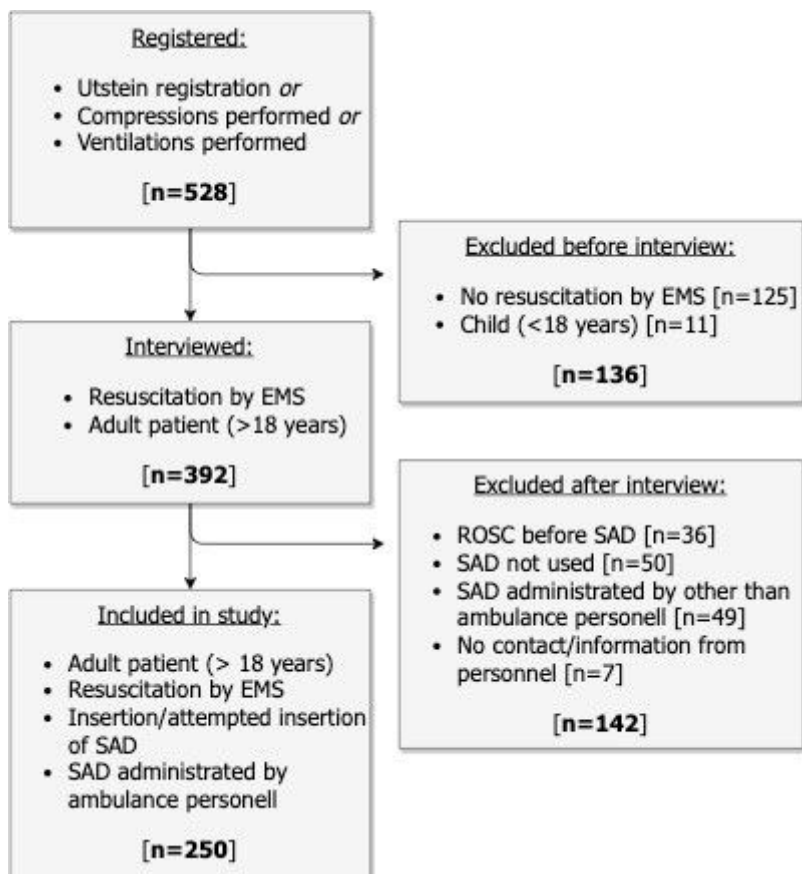 Registered:
• Utstein registration or
• Compressions performed or
• Ventilations performed
[n=528]
Excluded before interview:
• No resuscitation by EMS [n=125]
• Child (<18 years) [n=11]
[n=136]
Interviewed:
• Resuscitation by EMS
• Adult patient (>18 years)
[n=392]
Excluded after interview:
• ROSC before SAD [n=36]
• SAD not used [n=50]
• SAD administrated by other than
ambulance personell [n=49]
• No contact/information from
personnel [n=7]
[n=142]
Included in study:
• Adult patient (> 18 years)
• Resuscitation by EMS
• Insertion/attempted insertion
of SAD
• SAD administrated by
ambulance personell
[n=250]